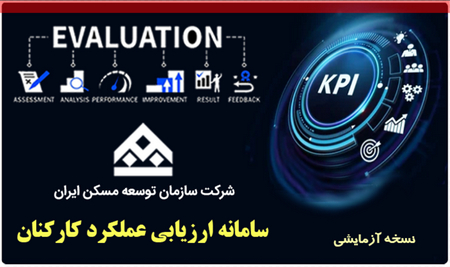 EVALUATION
ASSESSMENT ANALYSIS PERFORMANCE IMPROVEMENT RESULT FEEDBACK
KPI
شرکت سازمان توسعه مسکن ایران
سامانه ارزیابی عملکرد کارکنان
نسخه آزمایشی